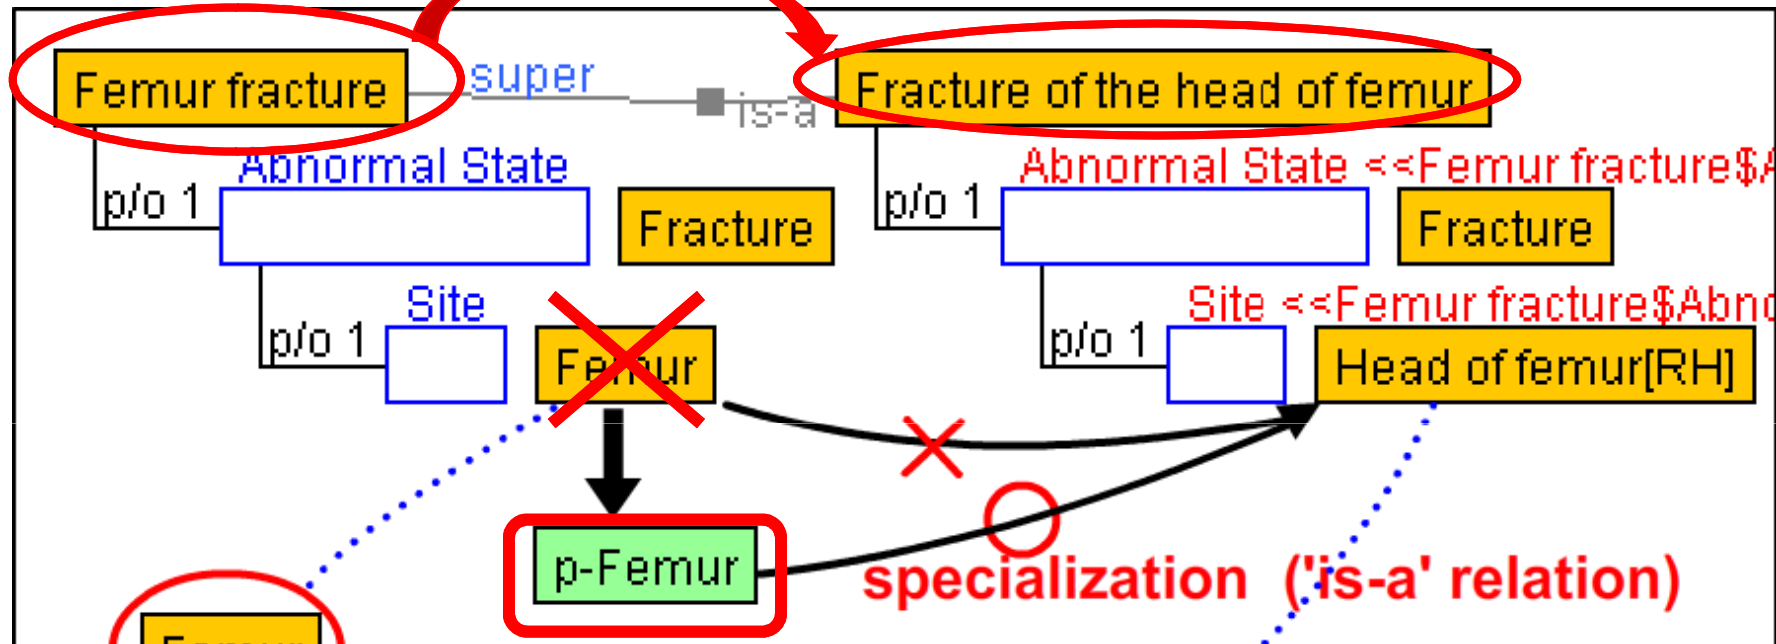 Femur fracture
super
is-a
Fracture of the head of femur
Abnormal State
Abnormal State <<Femur fracture$A
p/o 1
Fracture
p/o 1
Fracture
Site
Site <<Femur fracture$Abno
p/o 1
Femur
p/o 1
Head of femur[RH]
p-Femur
specialization ('is-a' relation)
Femur